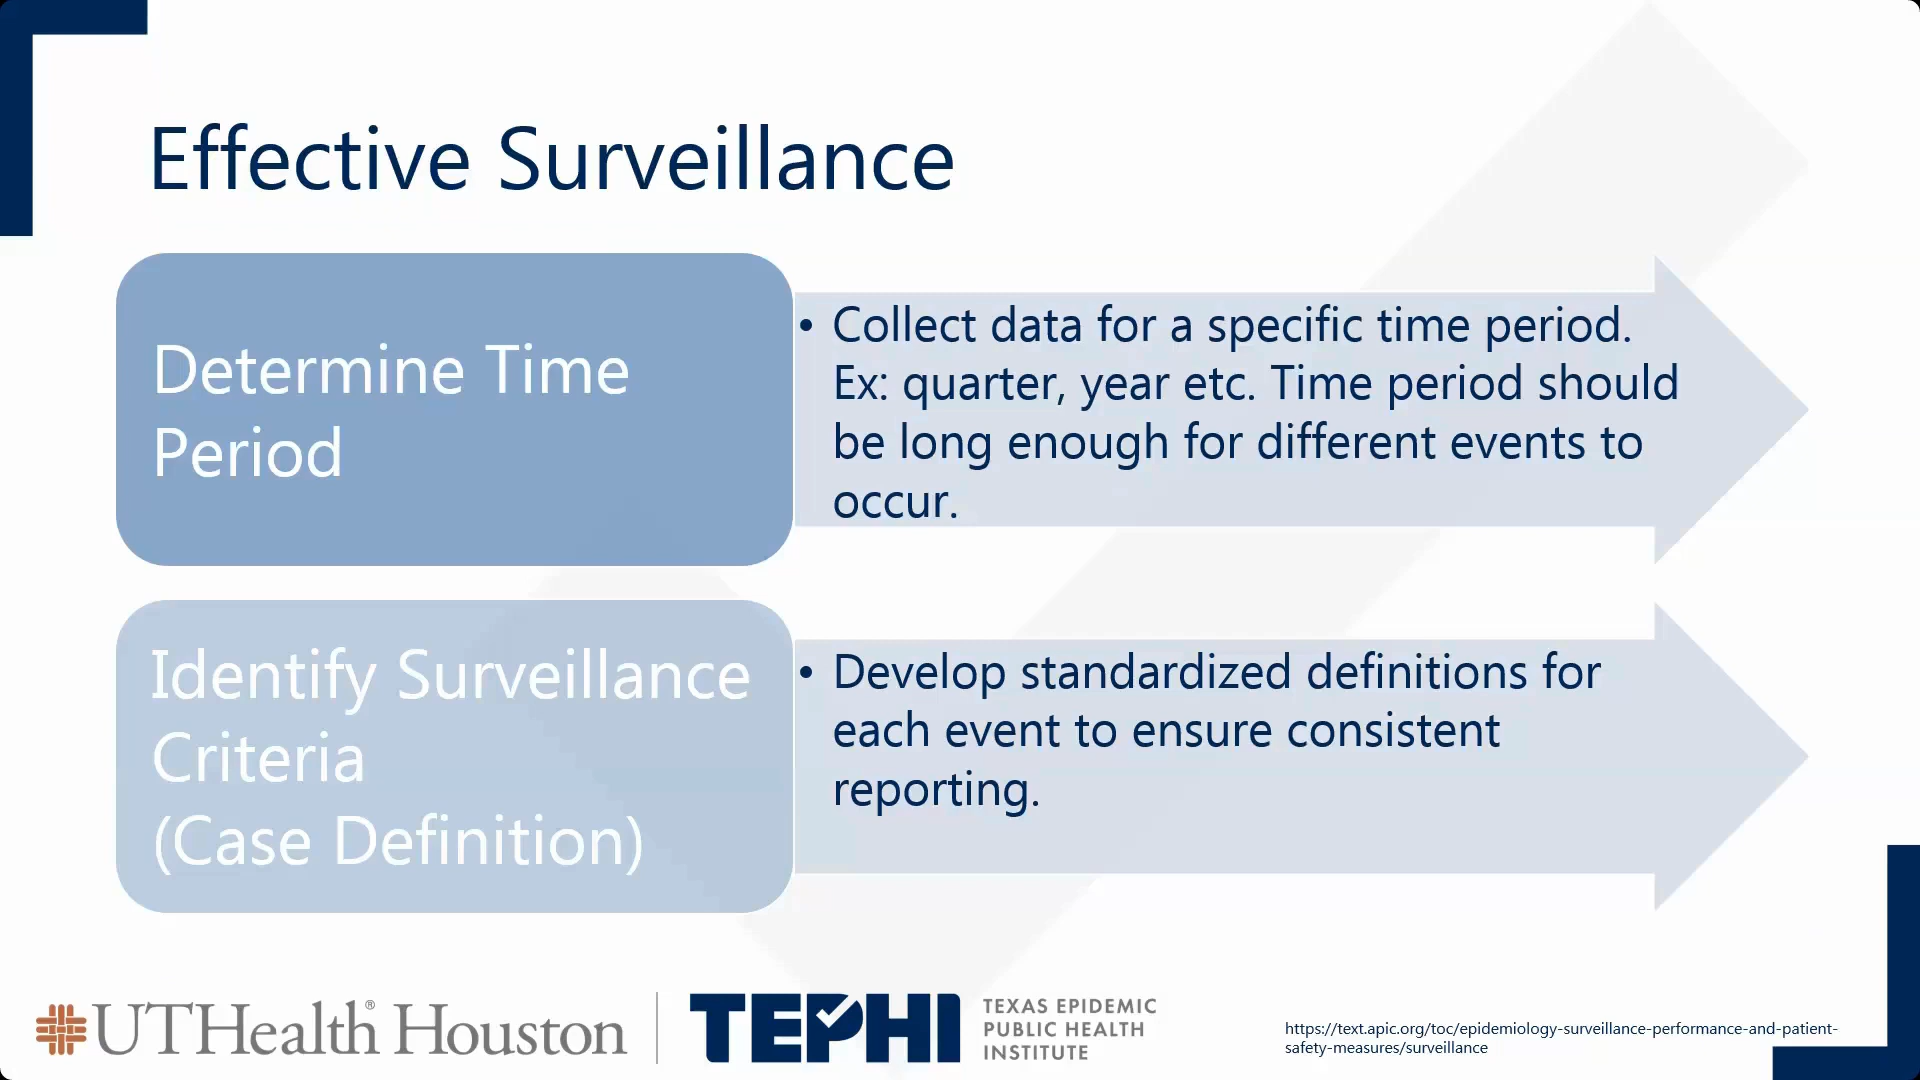 Effective Surveillance
Determine Time
Period
• Collect data for a specific time period.
Ex: quarter, year etc. Time period should
be long enough for different events to
occur.
Identify Surveillance
Criteria
(Case Definition)
• Develop standardized definitions for
each event to ensure consistent
reporting.
UTHealth® Houston
TEPHI
TEXAS EPIDEMIC
PUBLIC HEALTH
INSTITUTE
https://text.apic.org/toc/epidemiology-surveillance-performance-and-patient-
safety-measures/surveillance